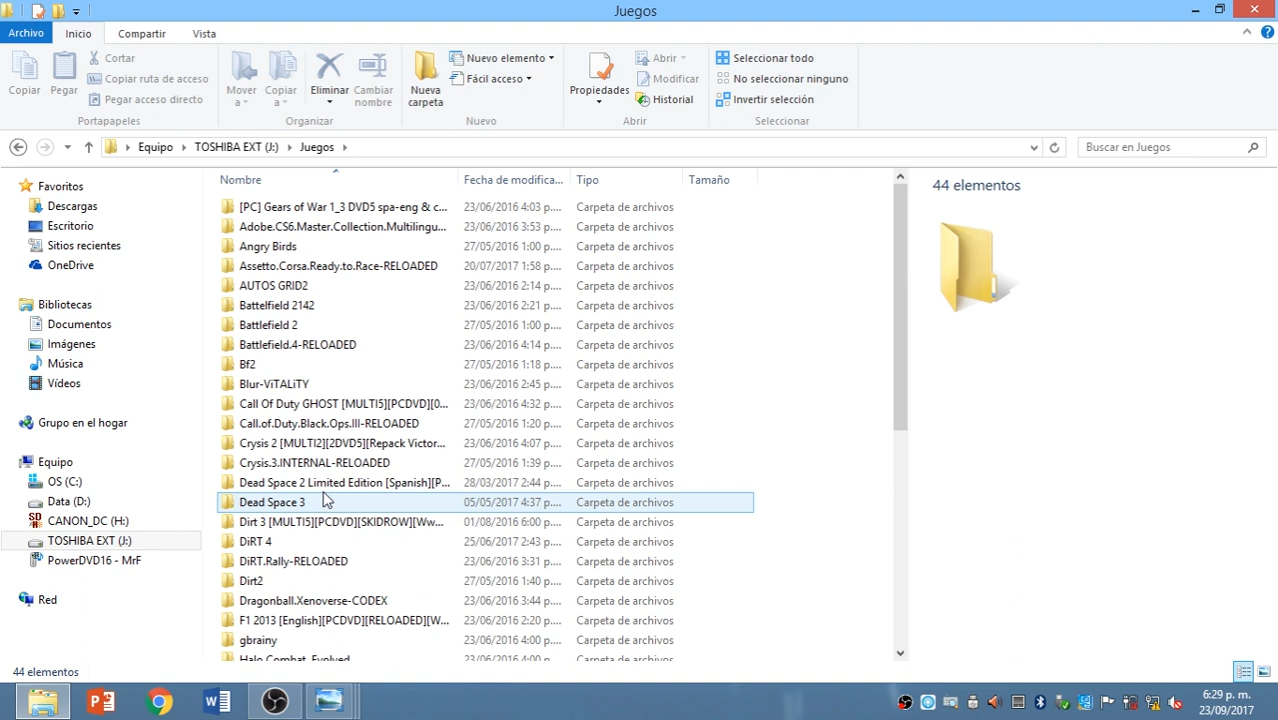 Juegos
Archivo Inicio Compartir Vista
Copiar
Pegar
Cortar
Copiar ruta de acceso
Pegar acceso directo
Portapapeles
Mover a
Copiar a
Eliminar
Cambiar nombre
Organizar
Nueva carpeta
Nuevo elemento
Fácil acceso
Nuevo
Propiedades
Abrir
Modificar
Historial
Abrir
Seleccionar todo
No seleccionar ninguno
Invertir selección
Seleccionar
Equipo TOSHIBA EXT (J:) Juegos
Buscar en Juegos
Favoritos
Descargas
Escritorio
Sitios recientes
OneDrive
Bibliotecas
Documentos
Imágenes
Música
Vídeos
Grupo en el hogar
Equipo
OS (C:)
Data (D:)
CANON_DC (H:)
TOSHIBA EXT (J:)
PowerDVD16 - MrF
Red
Nombre Fecha de modifica... Tipo Tamaño
[PC] Gears of War 1_3 DVD5 spa-eng & c... 23/06/2016 4:03 p.... Carpeta de archivos
Adobe.CS6.Master.Collection.Multilingu... 23/06/2016 3:53 p.... Carpeta de archivos
Angry Birds 27/05/2016 1:00 p.... Carpeta de archivos
Assetto.Corsa.Ready.to.Race-RELOADED 20/07/2017 1:58 p.... Carpeta de archivos
AUTOS GRID2 23/06/2016 2:14 p.... Carpeta de archivos
Battelfield 2142 23/06/2016 2:21 p.... Carpeta de archivos
Battlefield 2 27/05/2016 1:00 p.... Carpeta de archivos
Battlefield.4-RELOADED 23/06/2016 4:14 p.... Carpeta de archivos
Bf2 27/05/2016 1:18 p.... Carpeta de archivos
Blur-ViTALiTY 23/06/2016 2:45 p.... Carpeta de archivos
Call Of Duty GHOST [MULTI5][PCDVD][0... 23/06/2016 4:32 p.... Carpeta de archivos
Call.of.Duty.Black.Ops.III-RELOADED 27/05/2016 1:20 p.... Carpeta de archivos
Crysis 2 [MULTI2][2DVD5][Repack Victor... 23/06/2016 4:07 p.... Carpeta de archivos
Crysis.3.INTERNAL-RELOADED 27/05/2016 1:39 p.... Carpeta de archivos
Dead Space 2 Limited Edition [Spanish][P... 28/03/2017 2:44 p.... Carpeta de archivos
Dead Space 3 05/05/2017 4:37 p.... Carpeta de archivos
Dirt 3 [MULTI5][PCDVD][SKIDROW][Ww... 01/08/2016 6:00 p.... Carpeta de archivos
DiRT 4 25/06/2017 2:43 p.... Carpeta de archivos
DiRT.Rally-RELOADED 23/06/2016 3:31 p.... Carpeta de archivos
Dirt2 27/05/2016 1:40 p.... Carpeta de archivos
Dragonball.Xenoverse-CODEX 23/06/2016 3:44 p.... Carpeta de archivos
F1 2013 [English][PCDVD][RELOADED][W... 23/06/2016 2:20 p.... Carpeta de archivos
gbrainy 23/06/2016 4:00 p.... Carpeta de archivos
Halo Combat Evolved 23/06/2016 4:00 p.... Carpeta de archivos
44 elementos
44 elementos
6:29 p. m.
23/09/2017